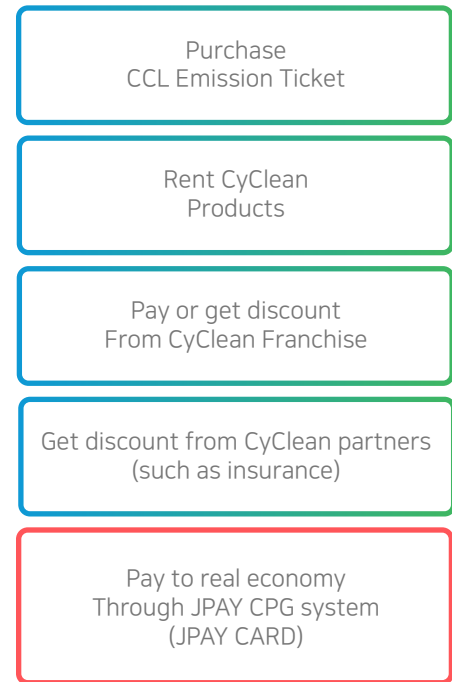 Purchase
CCL Emission Ticket
Rent CyClean
Products
Pay or get discount
From CyClean Franchise
Get discount from CyClean partners
(such as insurance)
Pay to real economy
Through JPAY CPG system
(JPAY CARD)